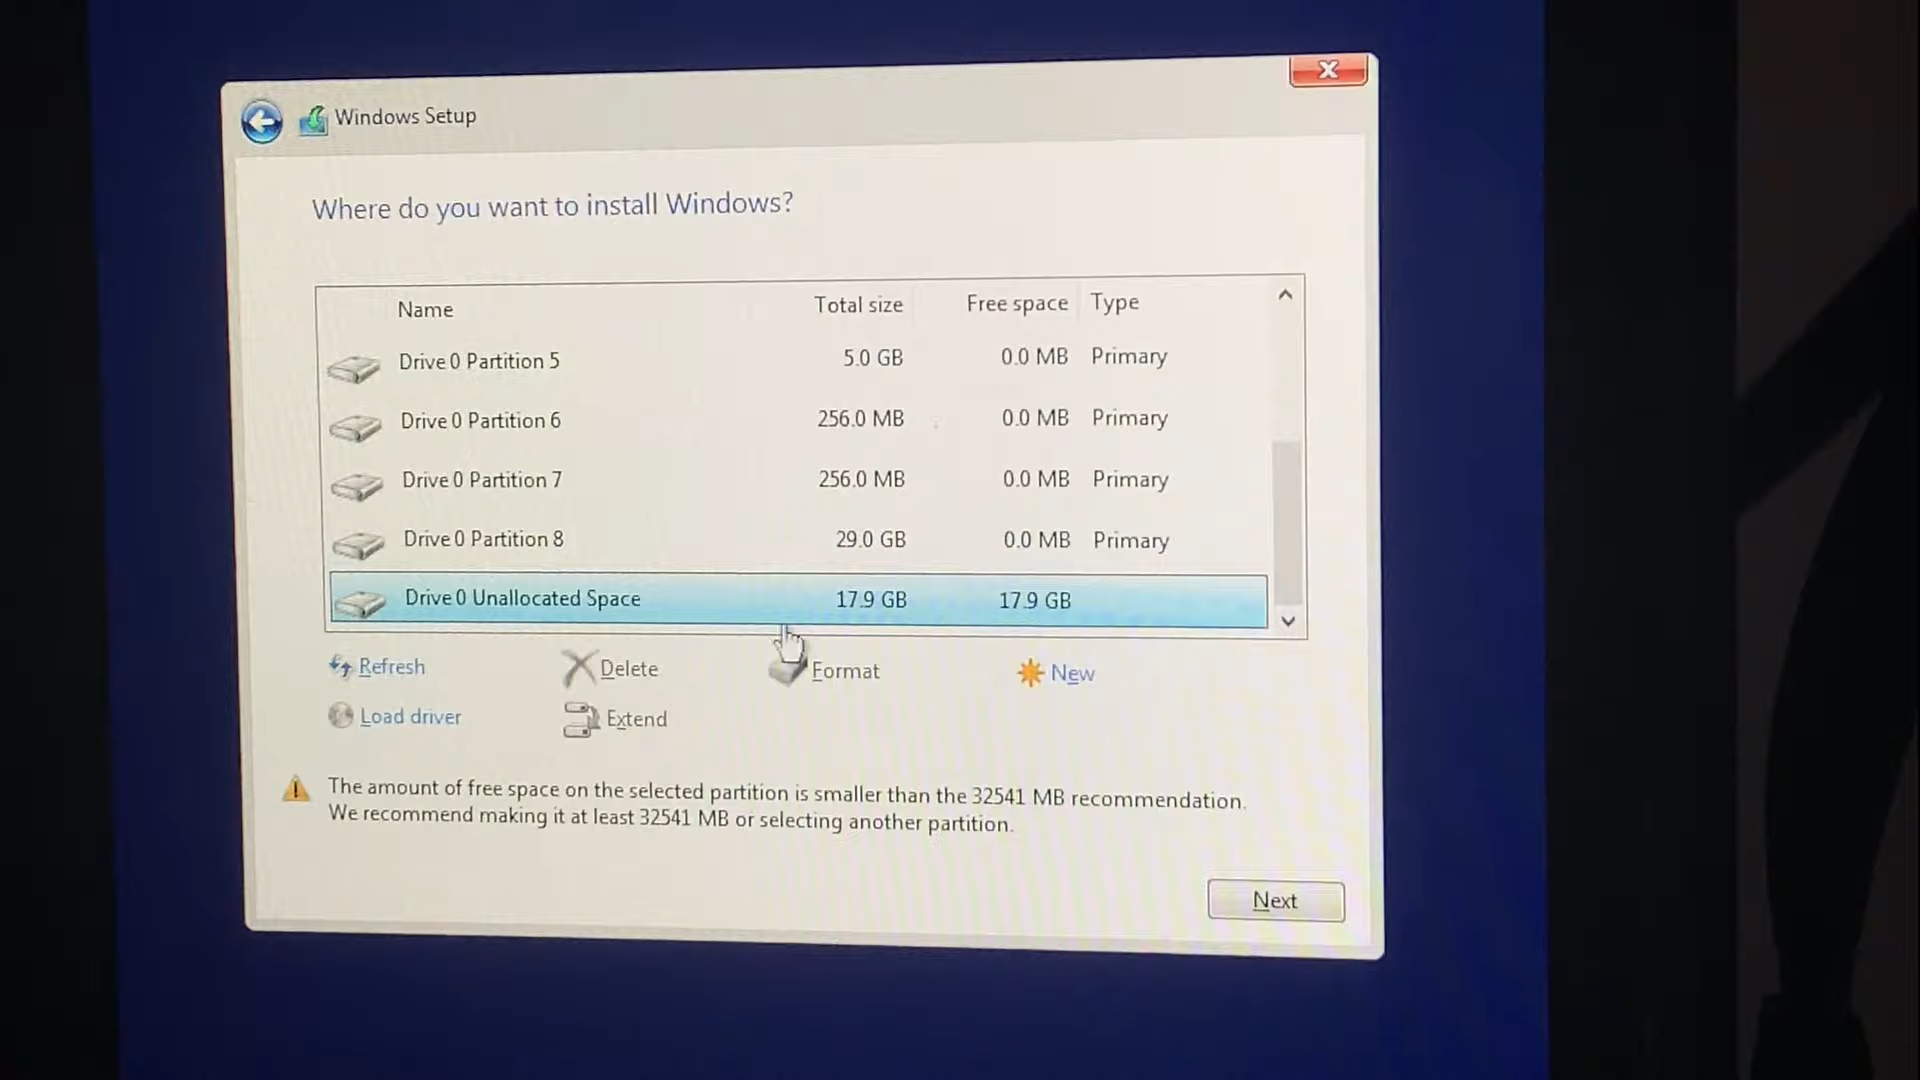 Windows Setup
Where do you want to install Windows?
Name Total size Free space Type
Drive 0 Partition 5 5.0 GB 0.0 MB Primary
Drive 0 Partition 6 256.0 MB 0.0 MB Primary
Drive 0 Partition 7 256.0 MB 0.0 MB Primary
Drive 0 Partition 8 29.0 GB 0.0 MB Primary
Drive 0 Unallocated Space 17.9 GB 17.9 GB
Refresh Delete Format New
Load driver Extend
The amount of free space on the selected partition is smaller than the 32541 MB recommendation.
We recommend making it at least 32541 MB or selecting another partition.
Next